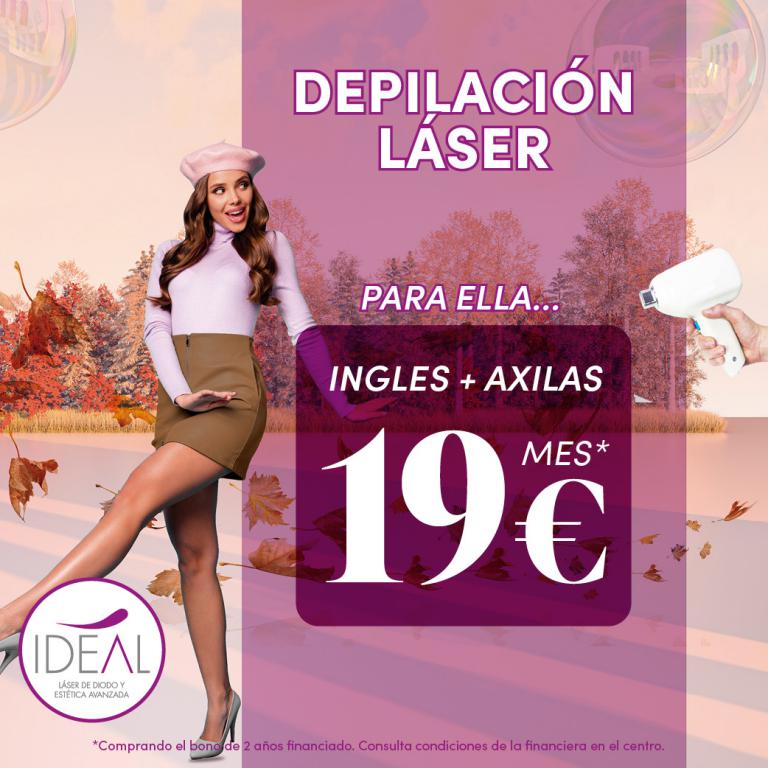 DEPILACIÓN
LÁSER
PARA ELLA...
INGLES + AXILAS
19€
MES*
IDEAL
LÁSER DE DIODO Y
ESTÉTICA AVANZADA
*Comprando el bono de 2 años financiado. Consulta condiciones de la financiera en el centro.